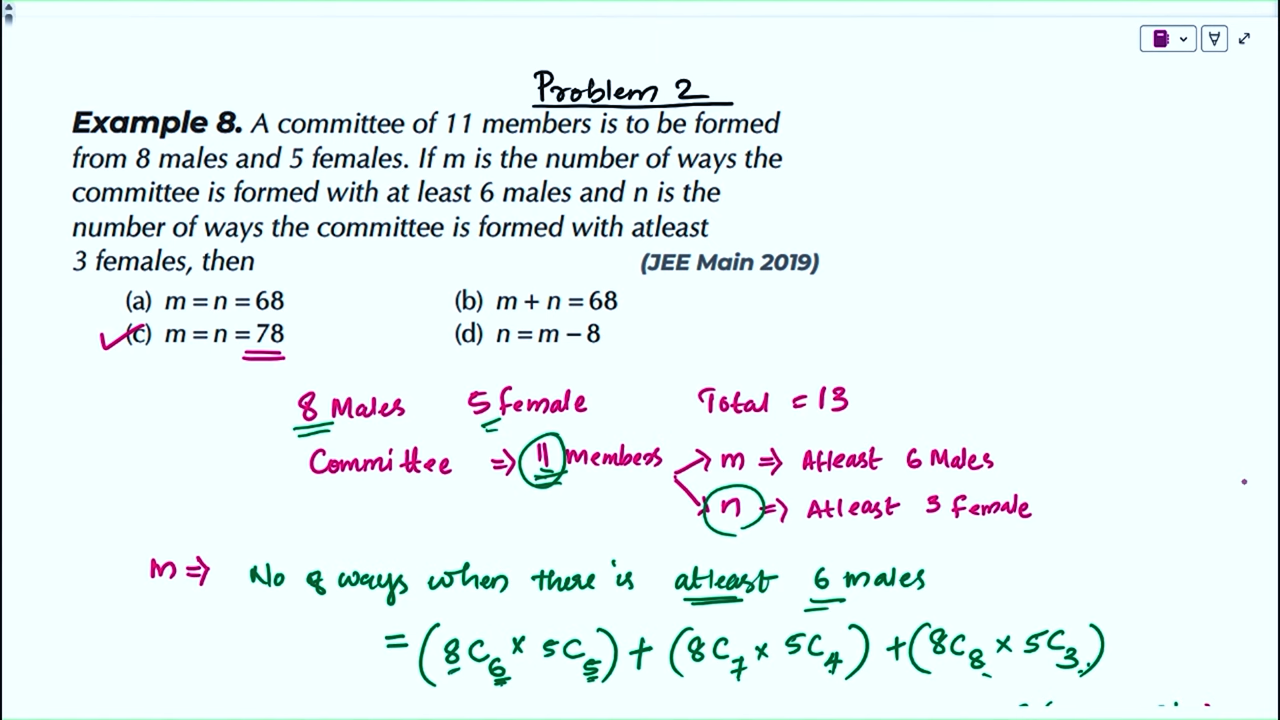 Problem 2
Example 8. A committee of 11 members is to be formed
from 8 males and 5 females. If m is the number of ways the
committee is formed with at least 6 males and n is the
number of ways the committee is formed with atleast
3 females, then (JEE Main 2019)
(a) m = n = 68 (b) m + n = 68
(c) m = n = 78 (d) n = m − 8
8 Males 5 female Total = 13
Committee ⇒ 11 members → m ⇒ Atleast 6 Males
→ n ⇒ Atleast 3 female
m ⇒ No of ways when there is atleast 6 males
= (8C₆ × 5C₅) + (8C₇ × 5C₄) + (8C₈ × 5C₃)